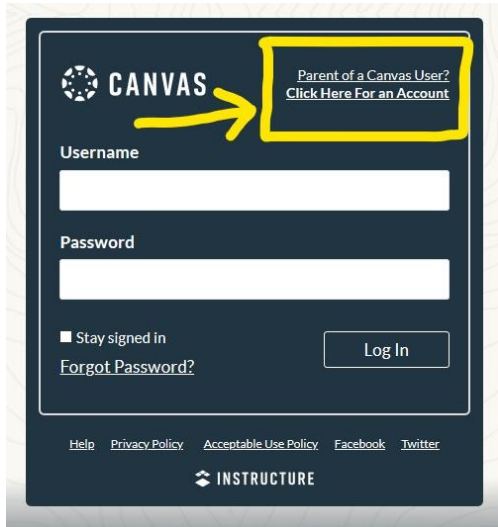 CANVAS
Parent of a Canvas User?
Click Here For an Account
Username
Password
Stay signed in
Log In
Forgot Password?
Help Privacy Policy Acceptable Use Policy Facebook Twitter
INSTRUCTURE